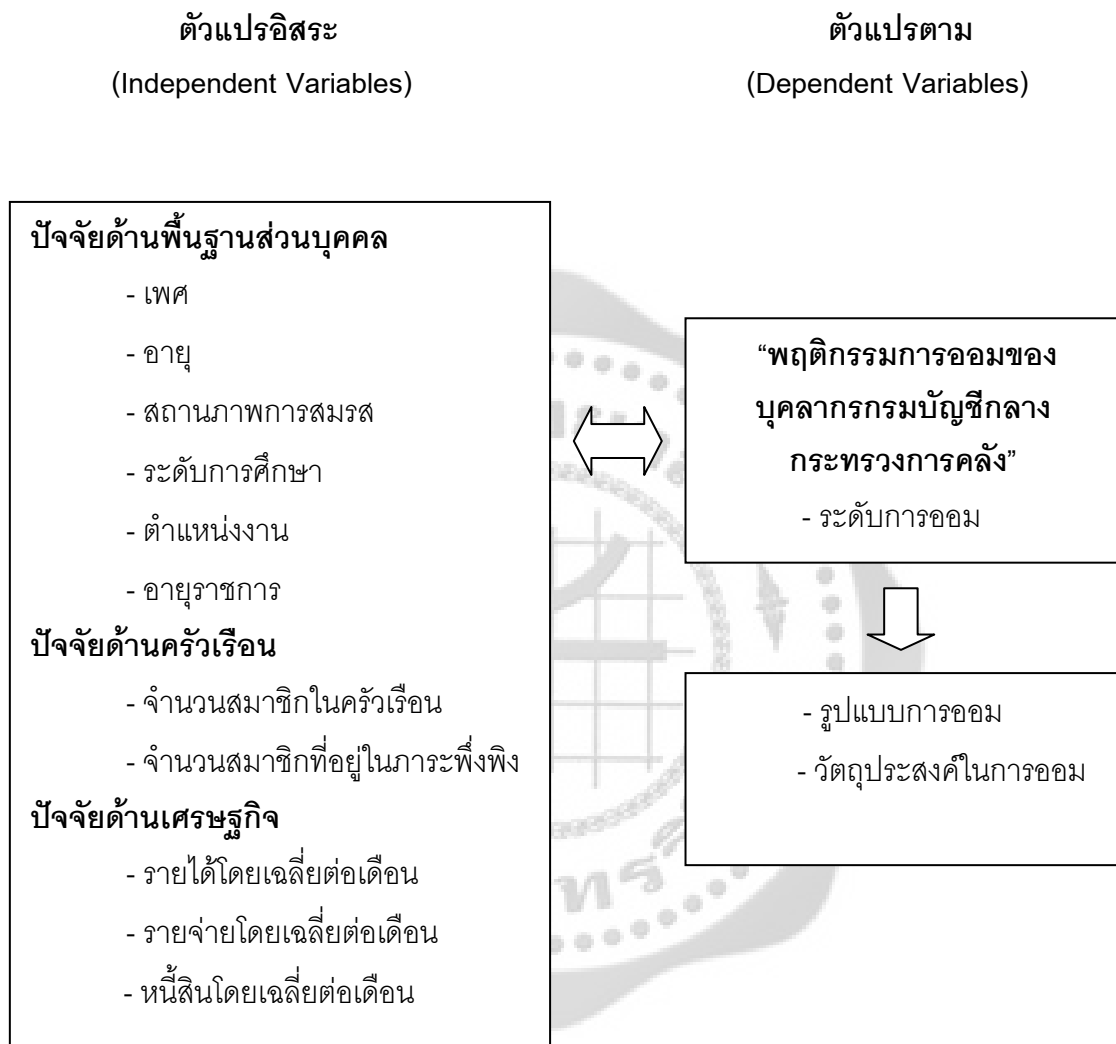 ตัวแปรอิสระ
(Independent Variables)
ตัวแปรตาม
(Dependent Variables)
ปัจจัยด้านพื้นฐานส่วนบุคคล
- เพศ
- อายุ
- สถานภาพการสมรส
- ระดับการศึกษา
- ตำแหน่งงาน
- อายุราชการ
ปัจจัยด้านครัวเรือน
- จำนวนสมาชิกในครัวเรือน
- จำนวนสมาชิกที่อยู่ในภาระพึ่งพิง
ปัจจัยด้านเศรษฐกิจ
- รายได้โดยเฉลี่ยต่อเดือน
- รายจ่ายโดยเฉลี่ยต่อเดือน
- หนี้สินโดยเฉลี่ยต่อเดือน
“พฤติกรรมการออมของ
บุคลากรกรมบัญชีกลาง
กระทรวงการคลัง”
- ระดับการออม
- รูปแบบการออม
- วัตถุประสงค์ในการออม